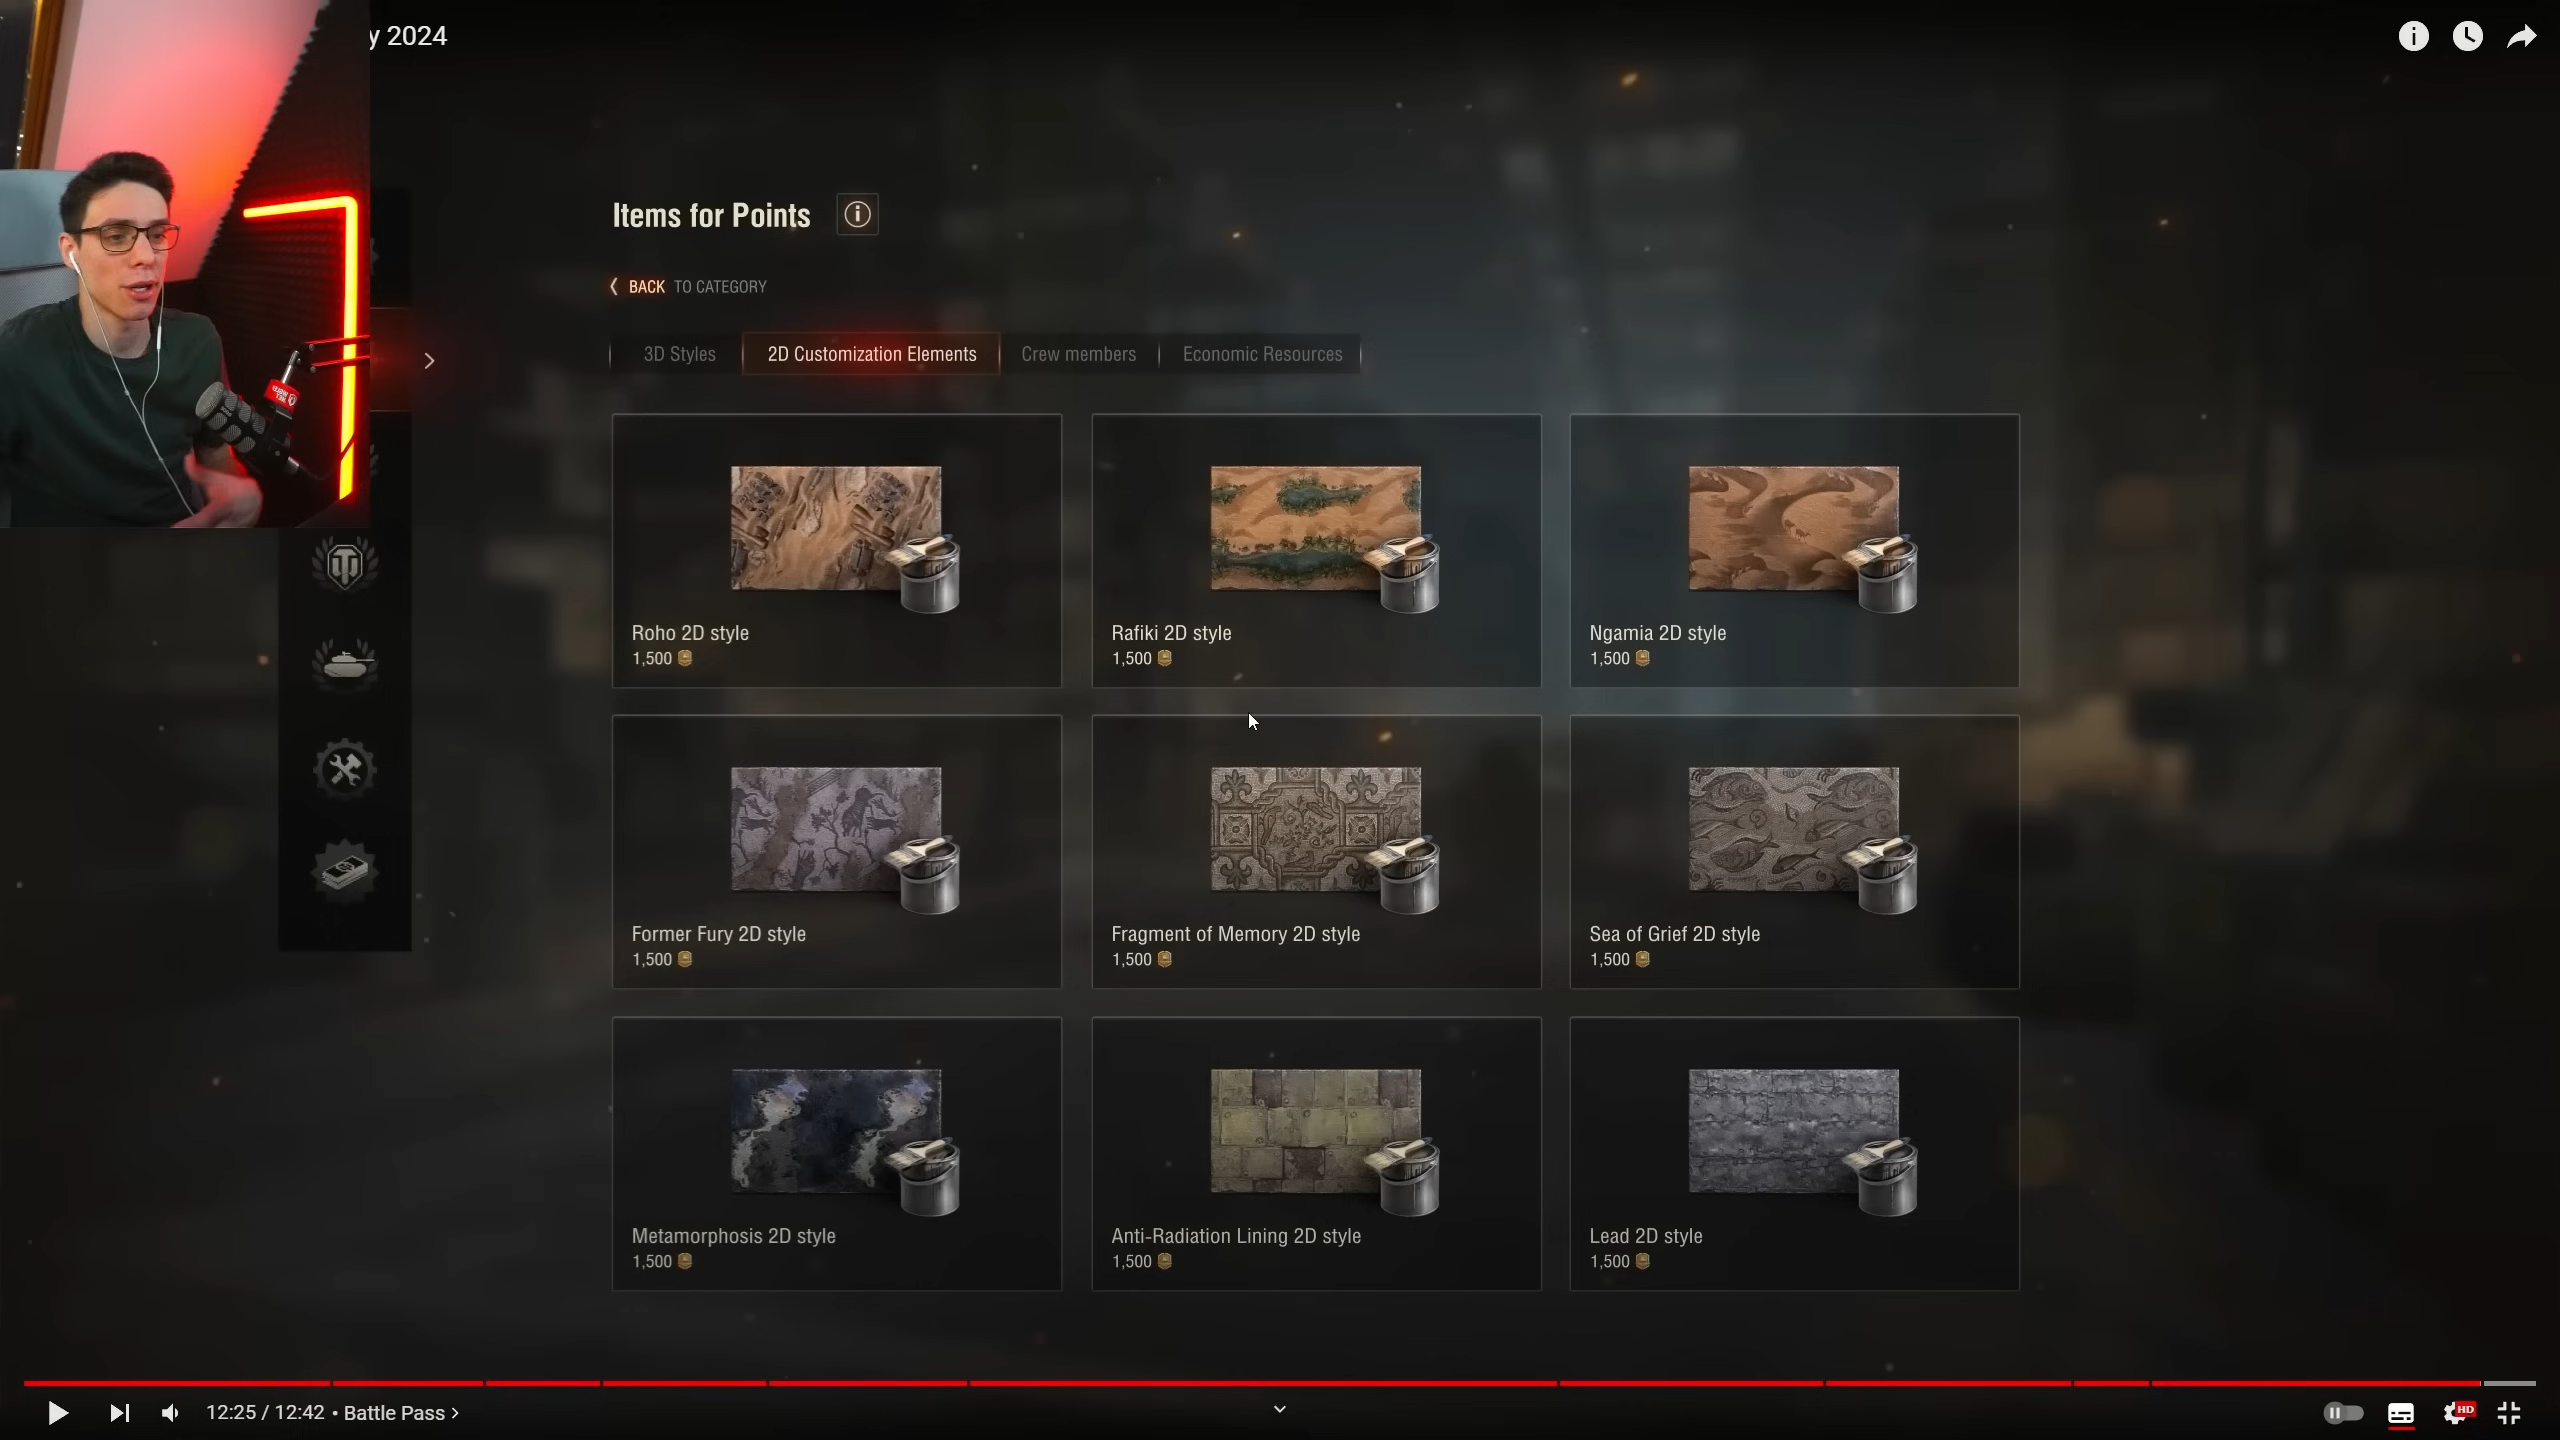 y 2024
Items for Points
BACK TO CATEGORY
3D Styles
2D Customization Elements
Crew members
Economic Resources
Roho 2D style
1,500
Rafiki 2D style
1,500
Ngamia 2D style
1,500
Former Fury 2D style
1,500
Fragment of Memory 2D style
1,500
Sea of Grief 2D style
1,500
Metamorphosis 2D style
1,500
Anti-Radiation Lining 2D style
1,500
Lead 2D style
1,500
12:25 / 12:42 • Battle Pass
HD